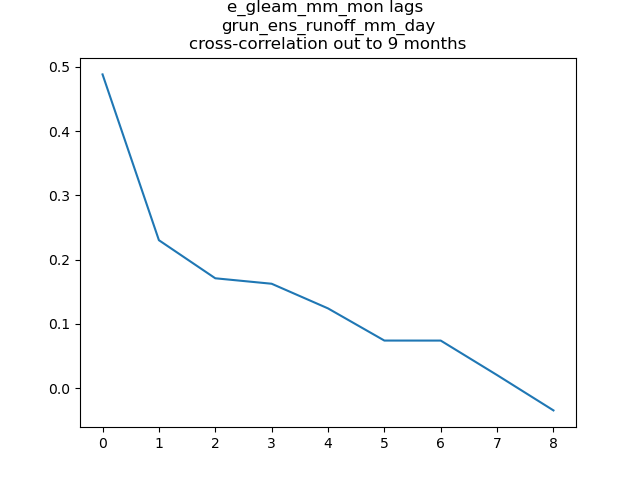 e_gleam_mm_mon lags
grun_ens_runoff_mm_day
cross-correlation out to 9 months
0.5
0.4
0.3
0.2
0.1
0.0
0 1 2 3 4 5 6 7 8